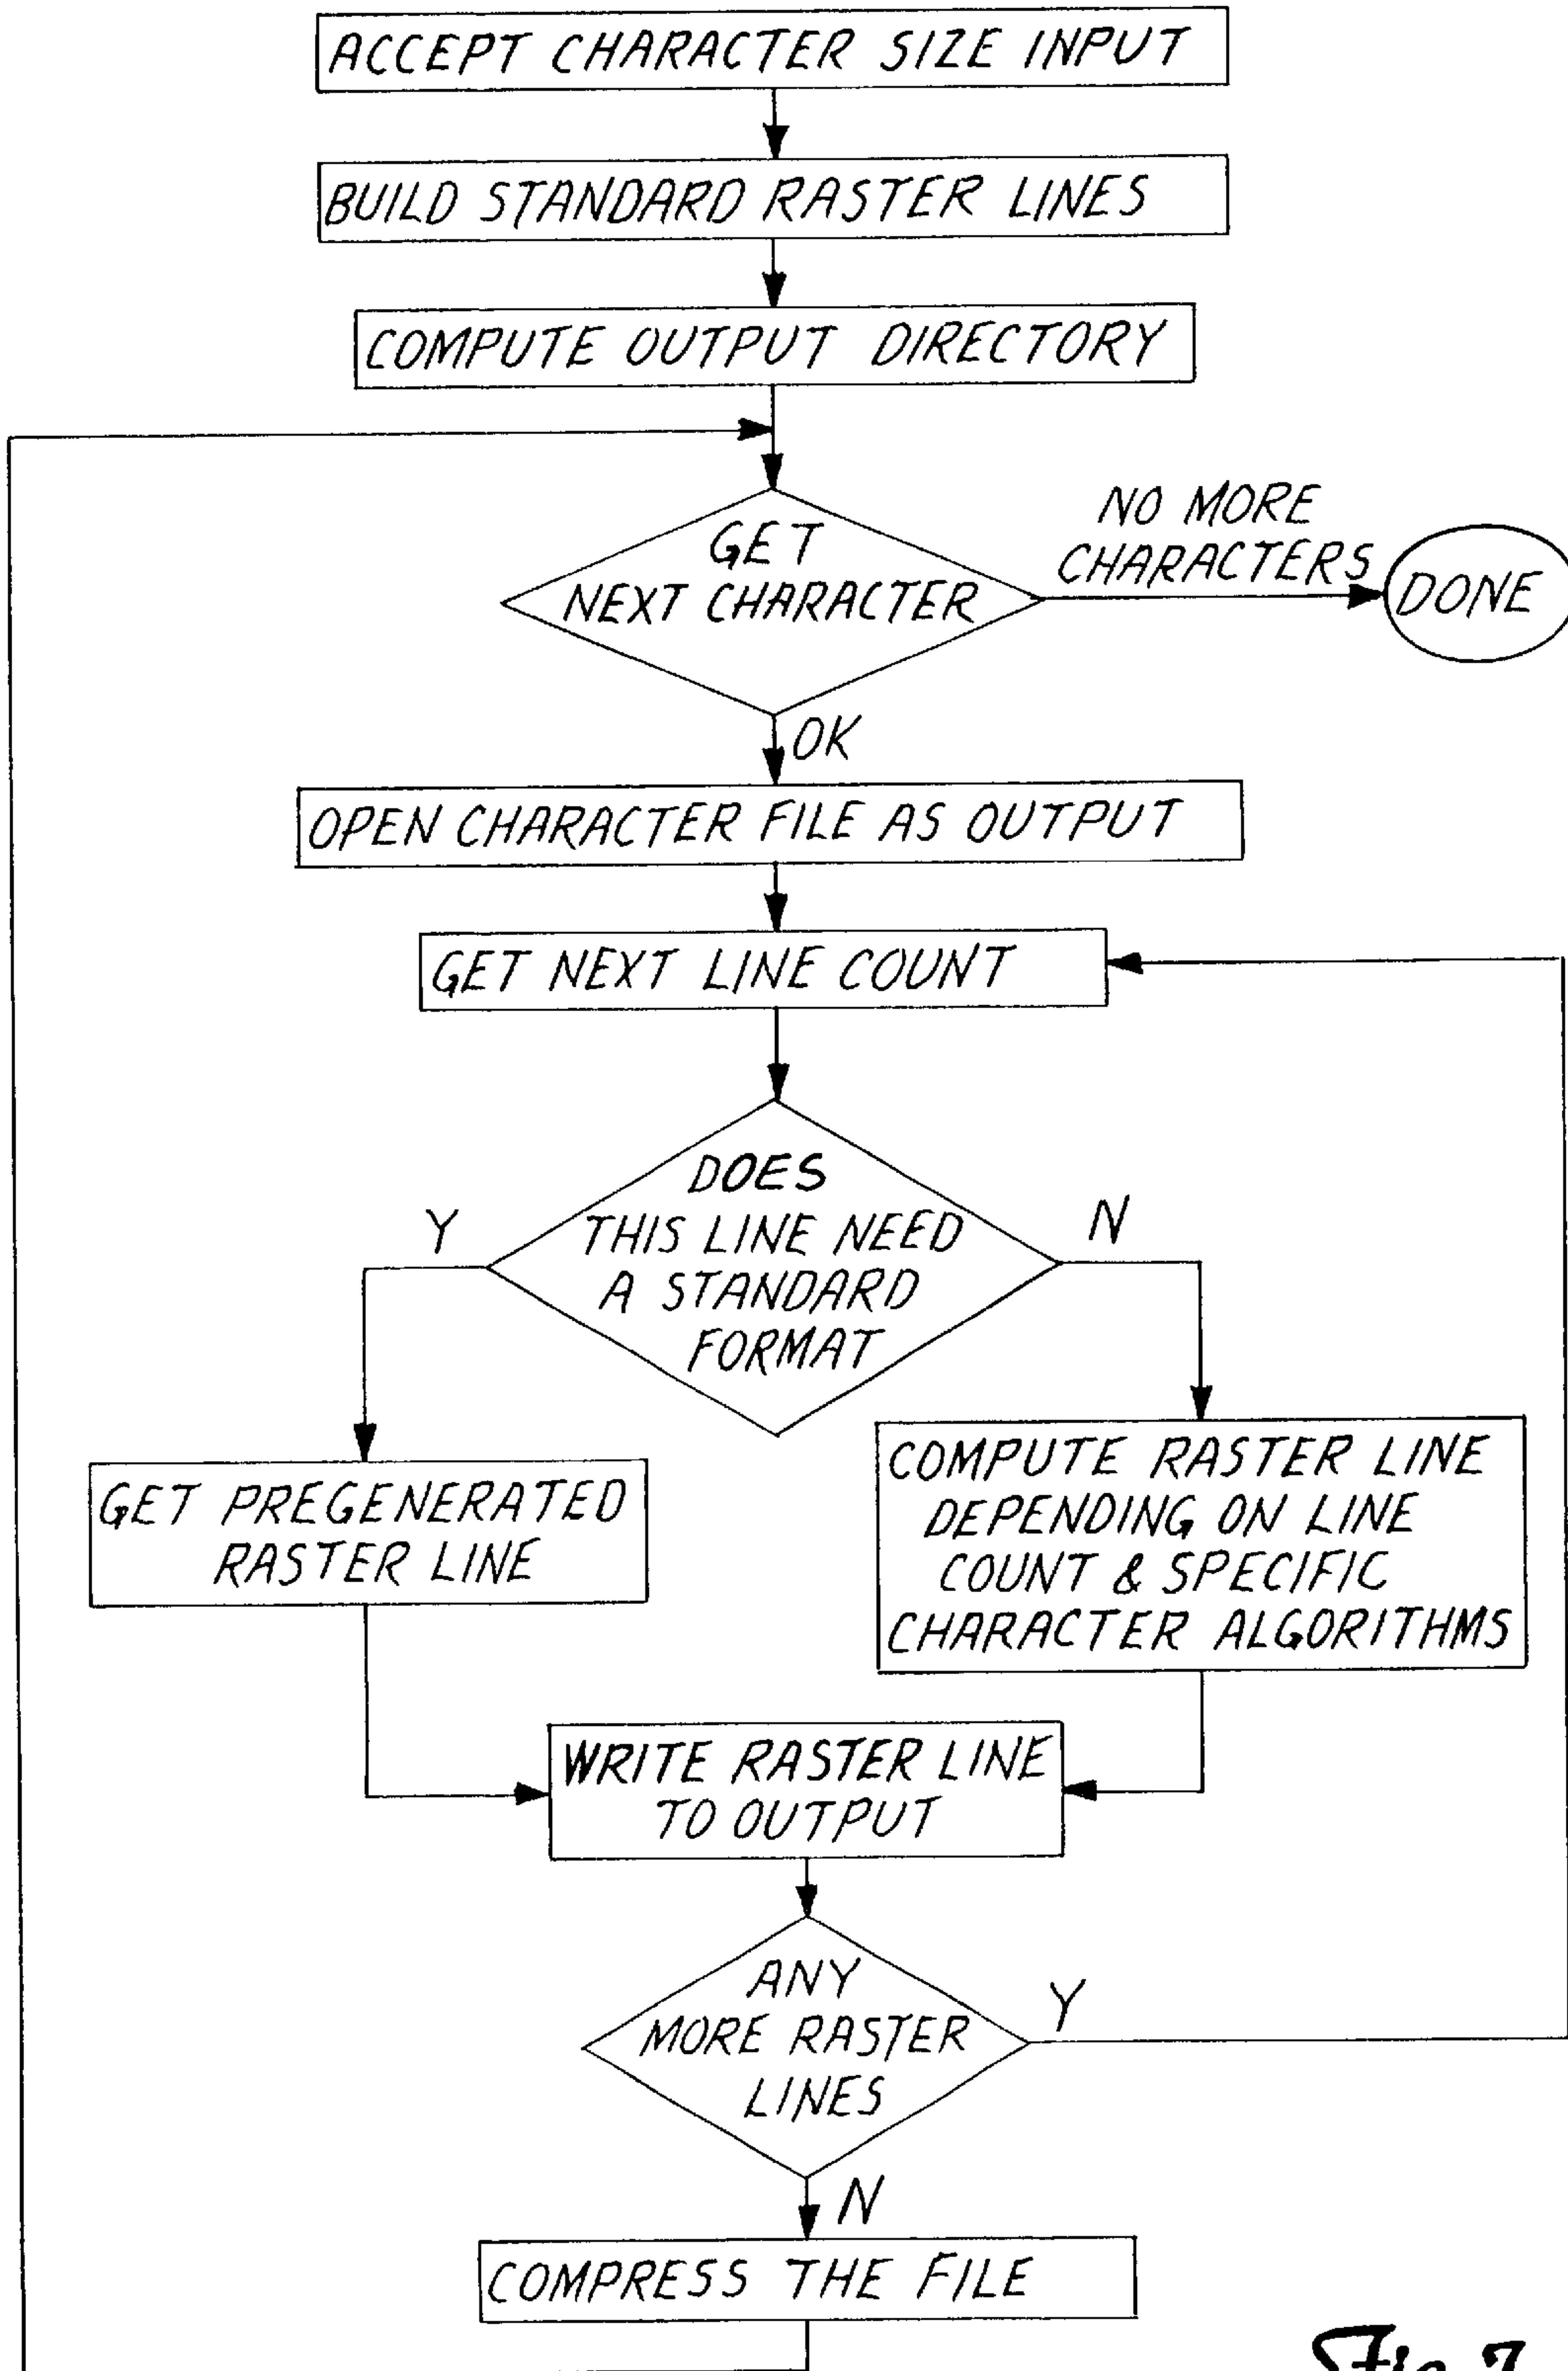 ACCEPT CHARACTER SIZE INPUT
BUILD STANDARD RASTER LINES
COMPUTE OUTPUT DIRECTORY
GET
NEXT CHARACTER
NO MORE
CHARACTERS
DONE
OK
OPEN CHARACTER FILE AS OUTPUT
GET NEXT LINE COUNT
DOES
THIS LINE NEED
A STANDARD
FORMAT
Y
N
GET PREGENERATED
RASTER LINE
COMPUTE RASTER LINE
DEPENDING ON LINE
COUNT & SPECIFIC
CHARACTER ALGORITHMS
WRITE RASTER LINE
TO OUTPUT
ANY
MORE RASTER
LINES
Y
N
COMPRESS THE FILE
Fig.